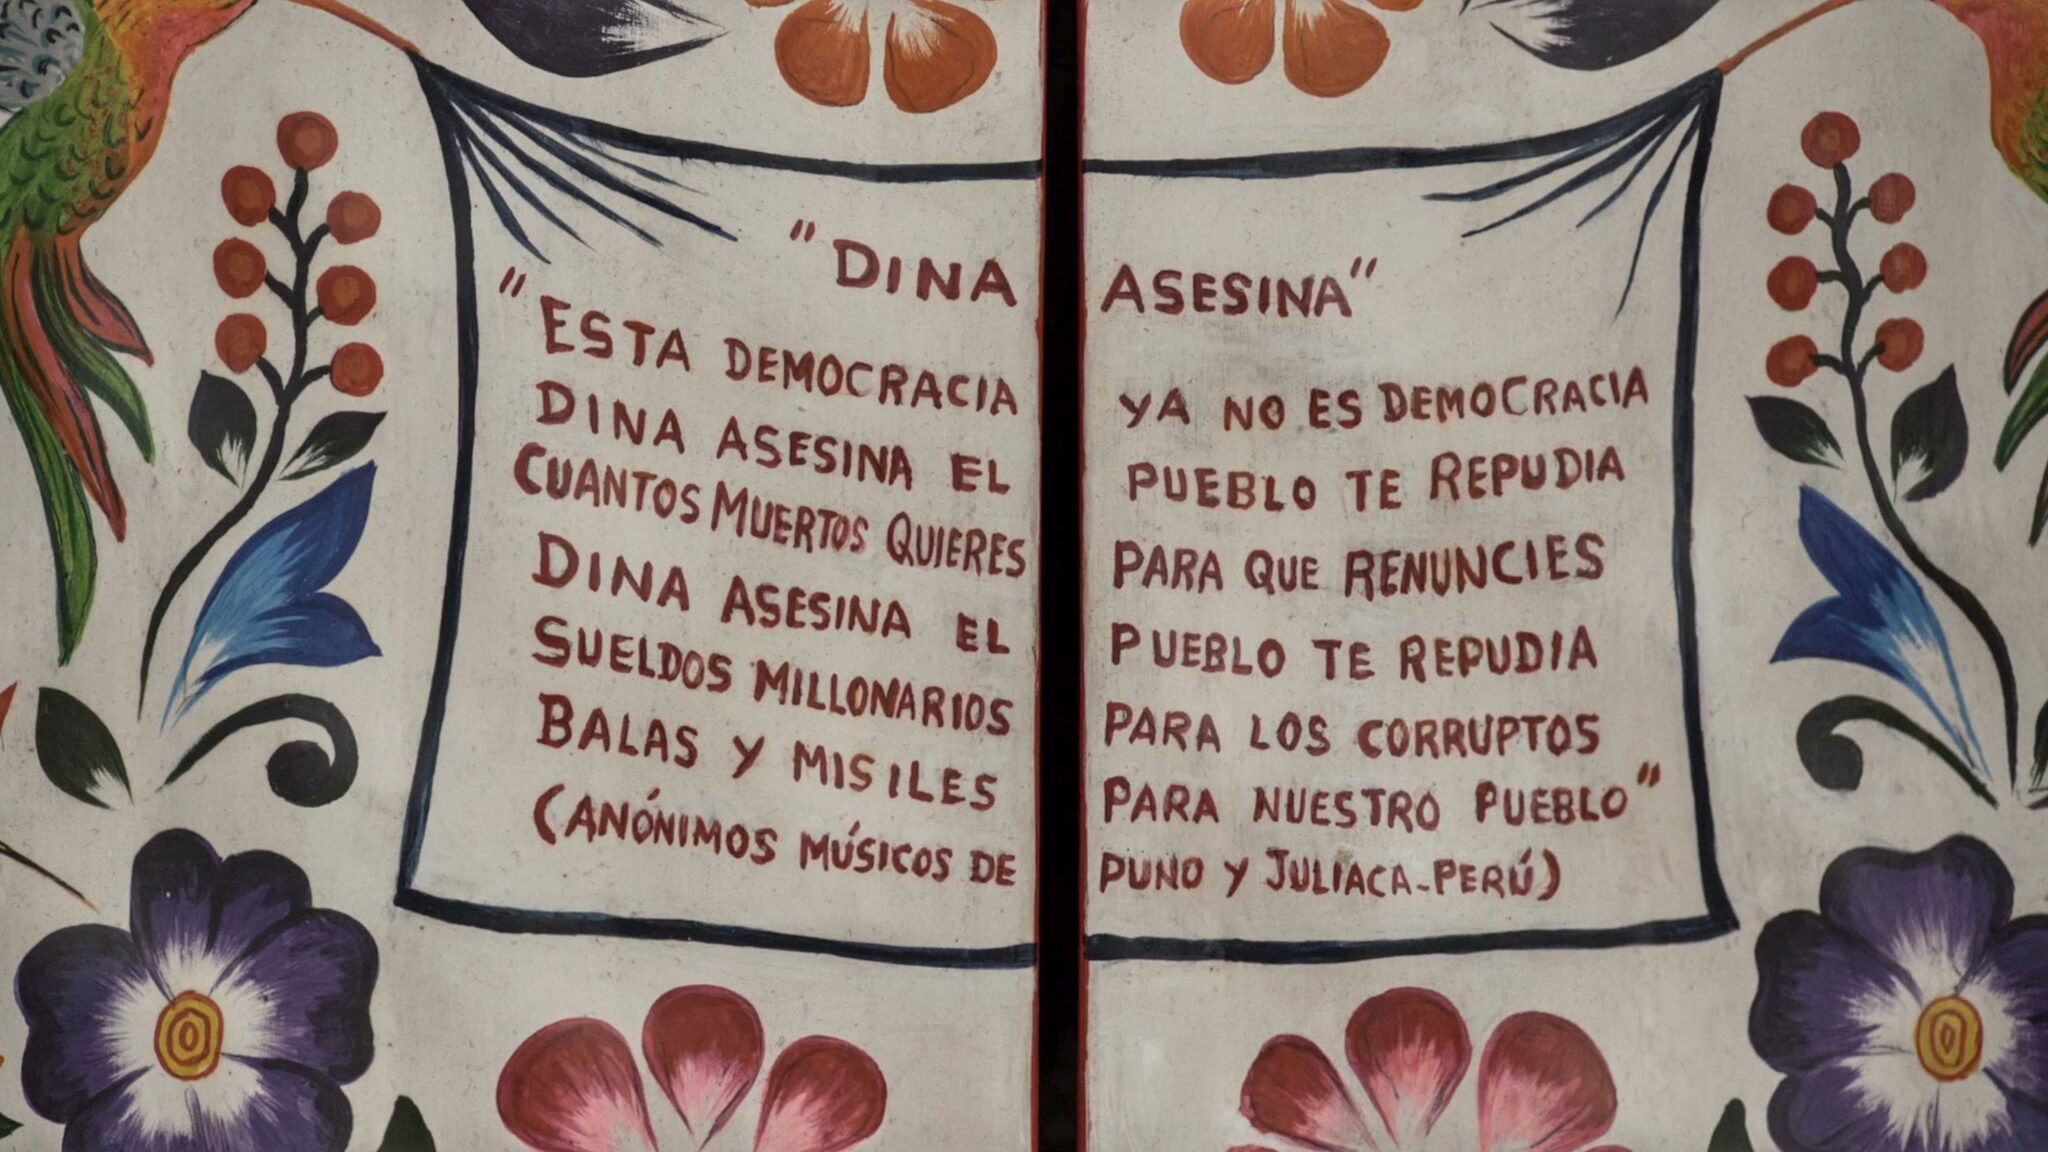 "DINA ASESINA"
"ESTA DEMOCRACIA YA NO ES DEMOCRACIA
DINA ASESINA EL PUEBLO TE REPUDIA
CUANTOS MUERTOS QUIERES PARA QUE RENUNCIES
DINA ASESINA EL PUEBLO TE REPUDIA
SUELDOS MILLONARIOS PARA LOS CORRUPTOS
BALAS Y MISILES PARA NUESTRO PUEBLO"
(ANÓNIMOS MÚSICOS DE PUNO Y JULIACA-PERÚ)